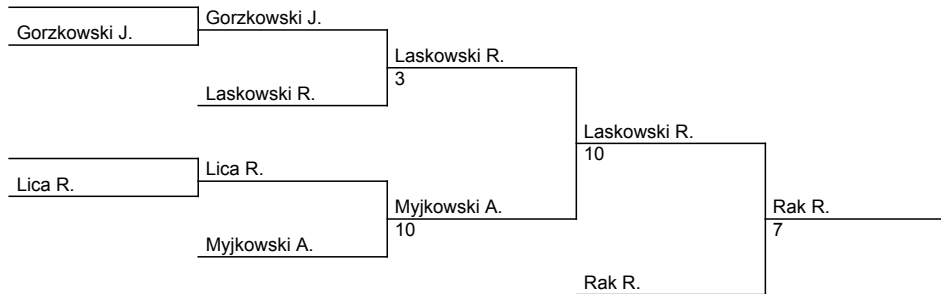 Gorzkowski J.
Gorzkowski J.
Laskowski R.
3
Laskowski R.
Laskowski R.
10
Lica R.
Lica R.
Myjkowski A.
10
Rak R.
7
Myjkowski A.
Rak R.